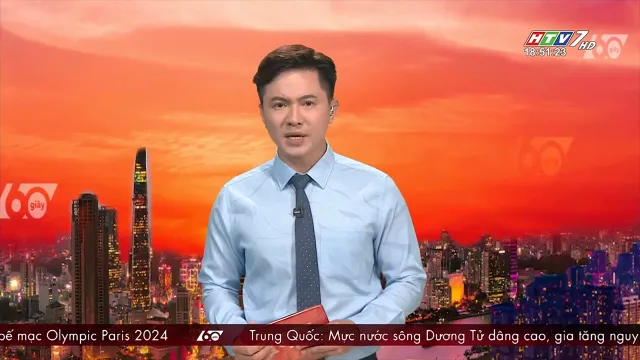 HTV7 HD
18:51:23
60 giây
60 giây
bế mạc Olympic Paris 2024 60 Trung Quốc: Mực nước sông Dương Tử dâng cao, gia tăng nguy